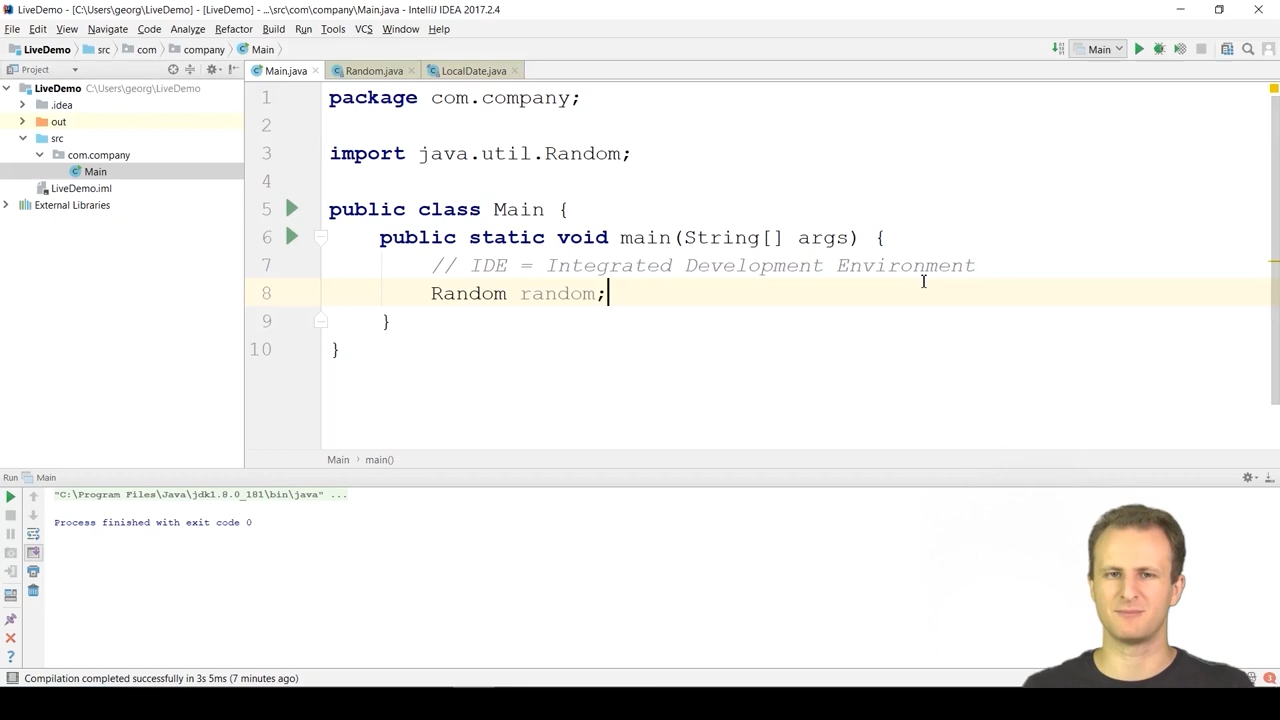 LiveDemo - [C:\Users\georg\LiveDemo] - [LiveDemo] - ...\src\com\company\Main.java - IntelliJ IDEA 2017.2.4
File Edit View Navigate Code Analyze Refactor Build Run Tools VCS Window Help
LiveDemo src com company Main Main
Project Main.java Random.java LocalDate.java
LiveDemo C:\Users\georg\LiveDemo
.idea
out
src
com.company
Main
LiveDemo.iml
External Libraries
1 package com.company;
2
3 import java.util.Random;
4
5 public class Main {
6 public static void main(String[] args) {
7 // IDE = Integrated Development Environment
8 Random random;
9 }
10 }
Main main()
Run Main
"C:\Program Files\Java\jdk1.8.0_181\bin\java" ...
Process finished with exit code 0
Compilation completed successfully in 3s 5ms (7 minutes ago)
3